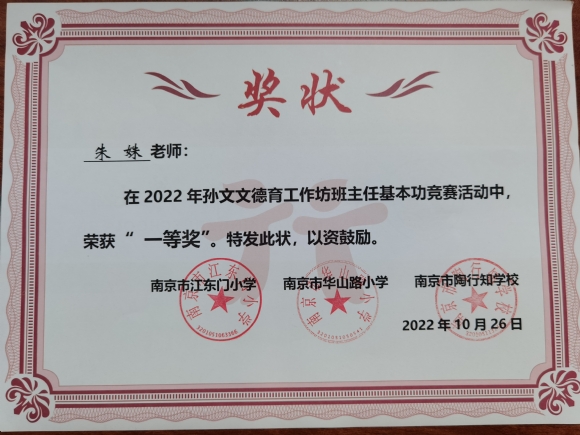 奖状
朱 姝 老师：
在 2022 年孙文文德育工作坊班主任基本功竞赛活动中，
荣获“ 一等奖”。特发此状，以资鼓励。
南京市江东门小学 南京市华山路小学 南京市陶行知学校
2022 年 10 月 26 日